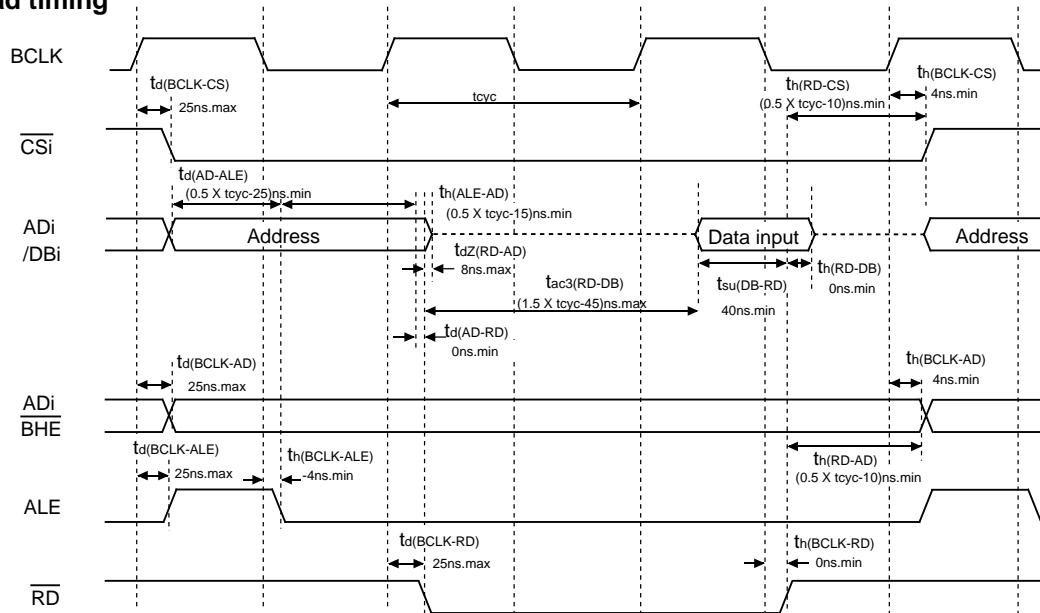 ad timing
BCLK
td(BCLK-CS)
25ns.max
tcyc
th(RD-CS)
(0.5 X tcyc-10)ns.min
th(BCLK-CS)
4ns.min
CSi
td(AD-ALE)
(0.5 X tcyc-25)ns.min
th(ALE-AD)
(0.5 X tcyc-15)ns.min
ADi
/DBi
Address
Data input
Address
tdZ(RD-AD)
8ns.max
tac3(RD-DB)
(1.5 X tcyc-45)ns.max
tsu(DB-RD)
40ns.min
th(RD-DB)
0ns.min
td(AD-RD)
0ns.min
td(BCLK-AD)
25ns.max
th(BCLK-AD)
4ns.min
ADi
BHE
td(BCLK-ALE)
25ns.max
th(BCLK-ALE)
-4ns.min
th(RD-AD)
(0.5 X tcyc-10)ns.min
ALE
td(BCLK-RD)
25ns.max
th(BCLK-RD)
0ns.min
RD